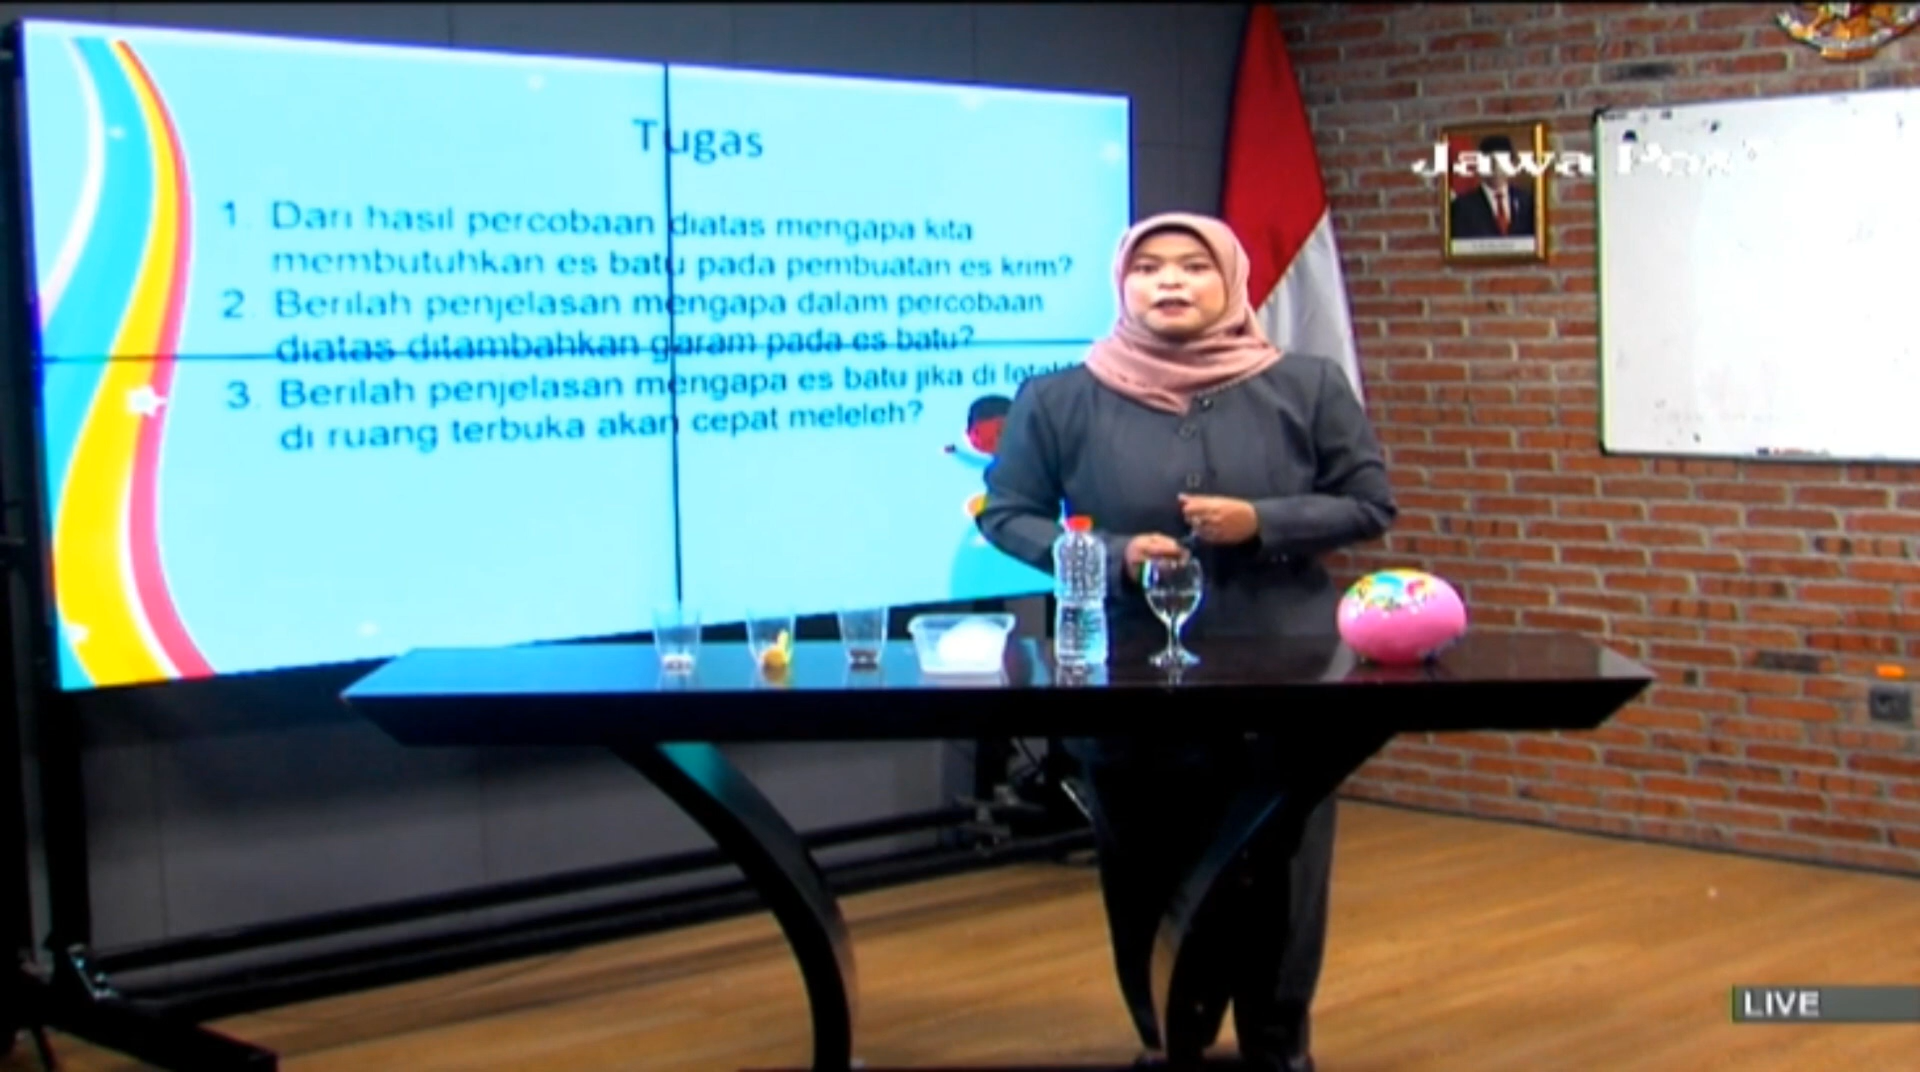 Tugas
1. Dari hasil percobaan diatas mengapa kita
membutuhkan es batu pada pembuatan es krim?
2. Berilah penjelasan mengapa dalam percobaan
diatas ditambahkan garam pada es batu?
3. Berilah penjelasan mengapa es batu jika di
di ruang terbuka akan cepat meleleh?
Jawa Pos
LIVE